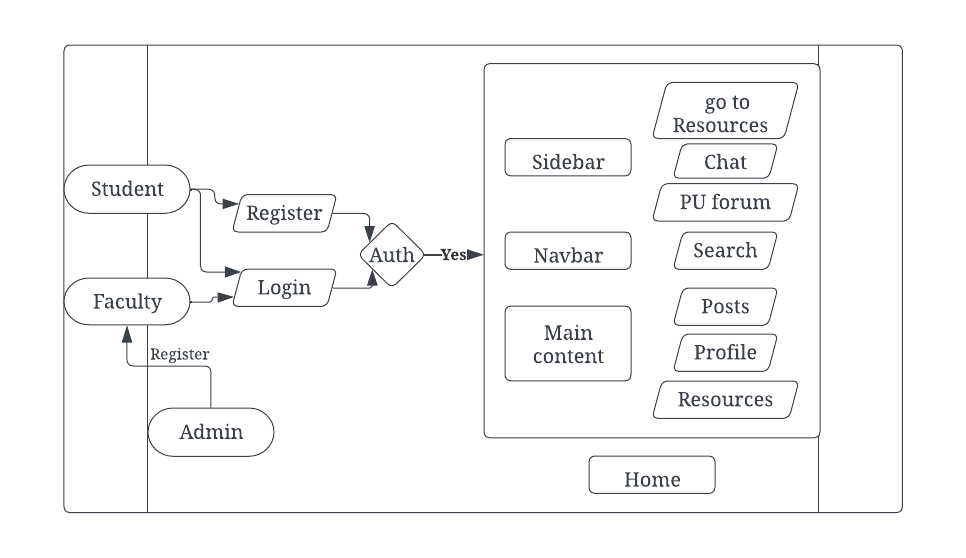 Student
Faculty
Register
Admin
Register
Login
Auth
Yes
Sidebar
Navbar
Main
content
go to
Resources
Chat
PU forum
Search
Posts
Profile
Resources
Home